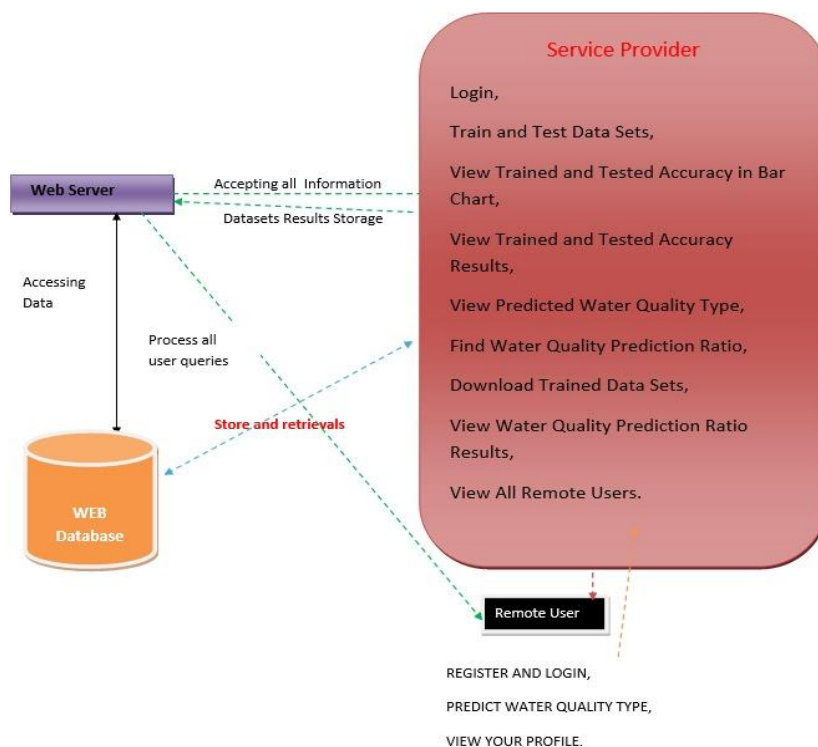 Service Provider
Login,
Train and Test Data Sets,
View Trained and Tested Accuracy in Bar
Chart,
View Trained and Tested Accuracy
Results,
View Predicted Water Quality Type,
Find Water Quality Prediction Ratio,
Download Trained Data Sets,
View Water Quality Prediction Ratio
Results,
View All Remote Users.
Web Server
Accepting all Information
Datasets Results Storage
Accessing
Data
Process all
user queries
Store and retrievals
WEB
Database
Remote User
REGISTER AND LOGIN,
PREDICT WATER QUALITY TYPE,
VIEW YOUR PROFILE.